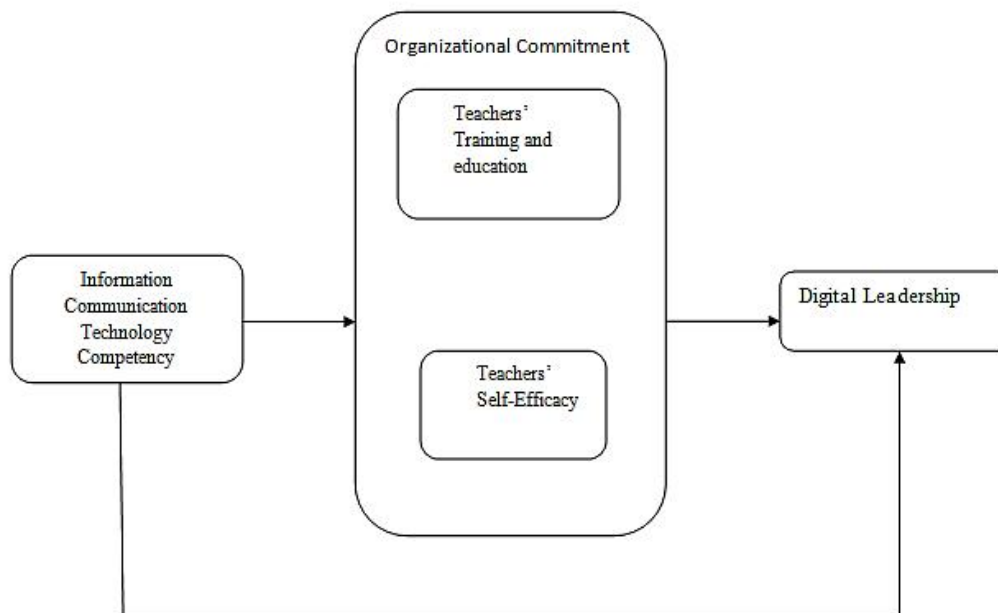 Organizational Commitment
Teachers'
Training and
education
Information
Communication
Technology
Competency
Digital Leadership
Teachers'
Self-Efficacy